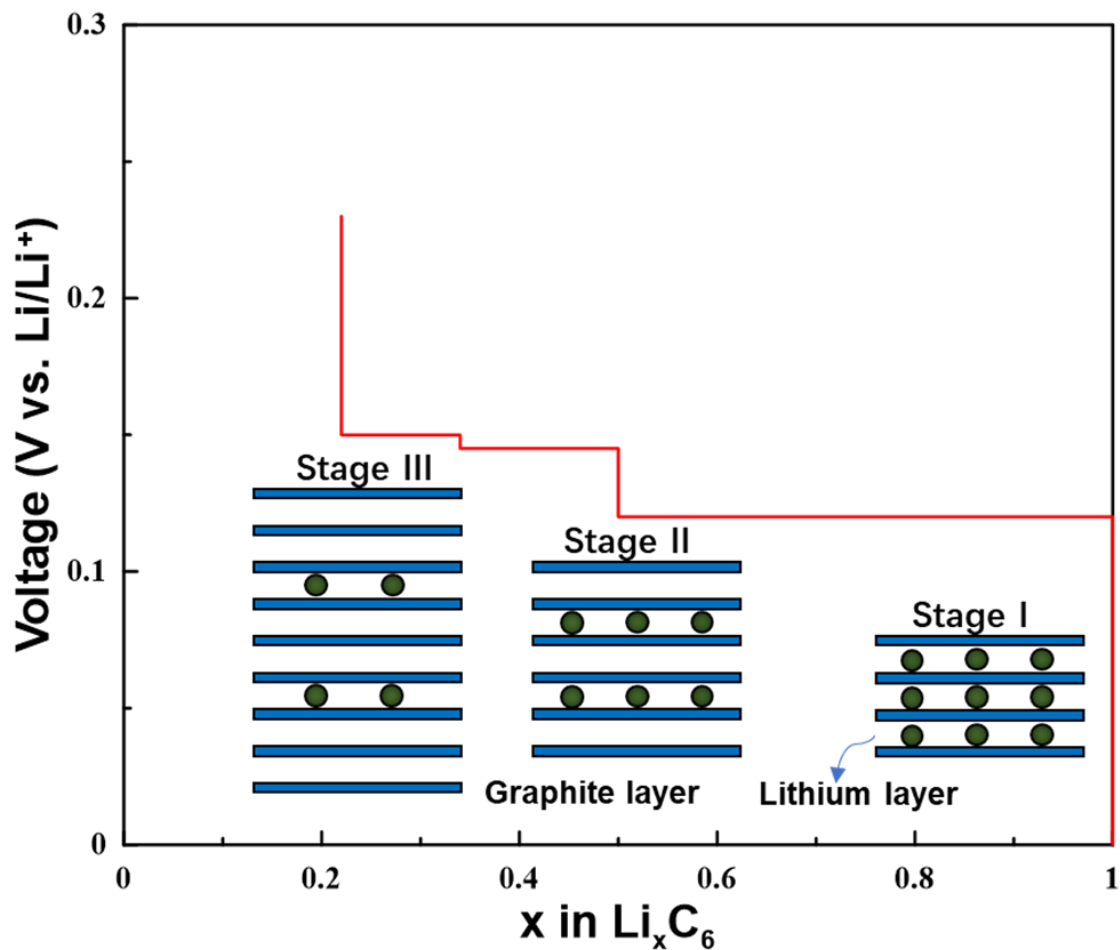 0.3
0.2
0.1
0
Voltage (V vs. Li/Li⁺)
Stage III
Stage II
Stage I
Graphite layer
Lithium layer
0
0.2
0.4
0.6
0.8
1
x in LiₓC₆